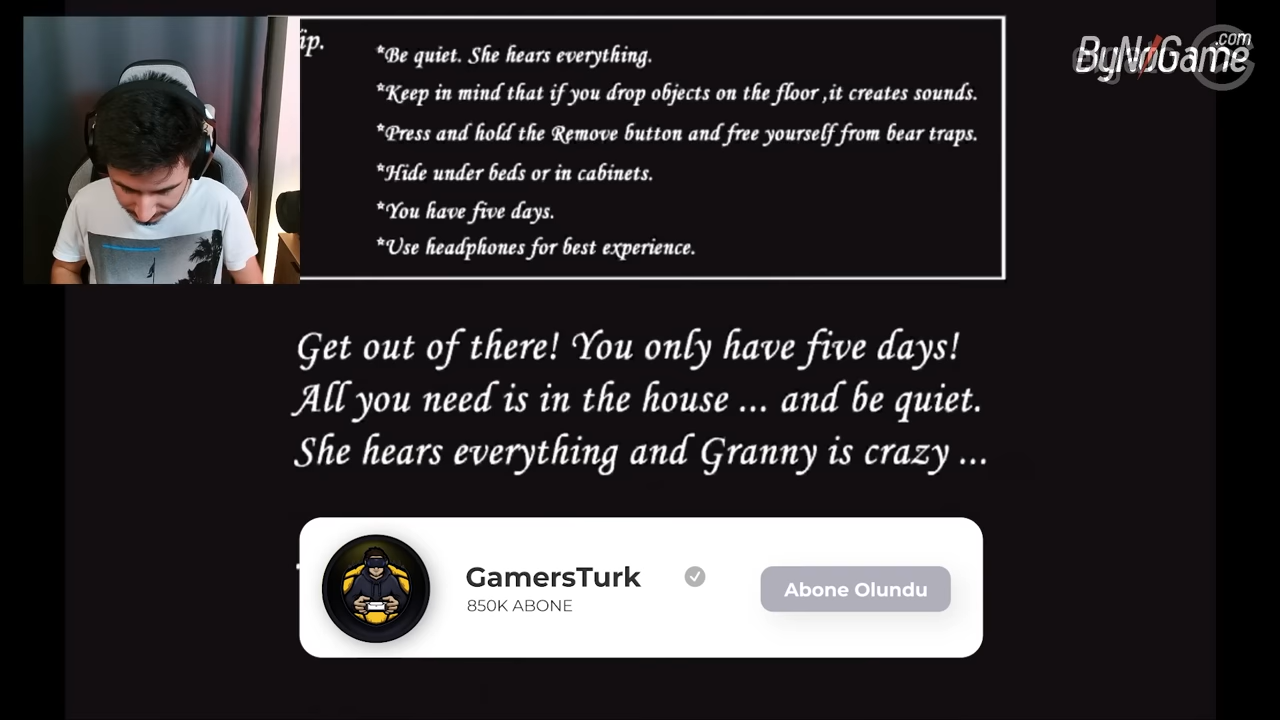 ip.
*Be quiet. She hears everything.
*Keep in mind that if you drop objects on the floor ,it creates sounds.
*Press and hold the Remove button and free yourself from bear traps.
*Hide under beds or in cabinets.
*You have five days.
*Use headphones for best experience.
ByNoGame
.com
Get out of there! You only have five days!
All you need is in the house ... and be quiet.
She hears everything and Granny is crazy ...
GamersTurk
850K ABONE
Abone Olundu